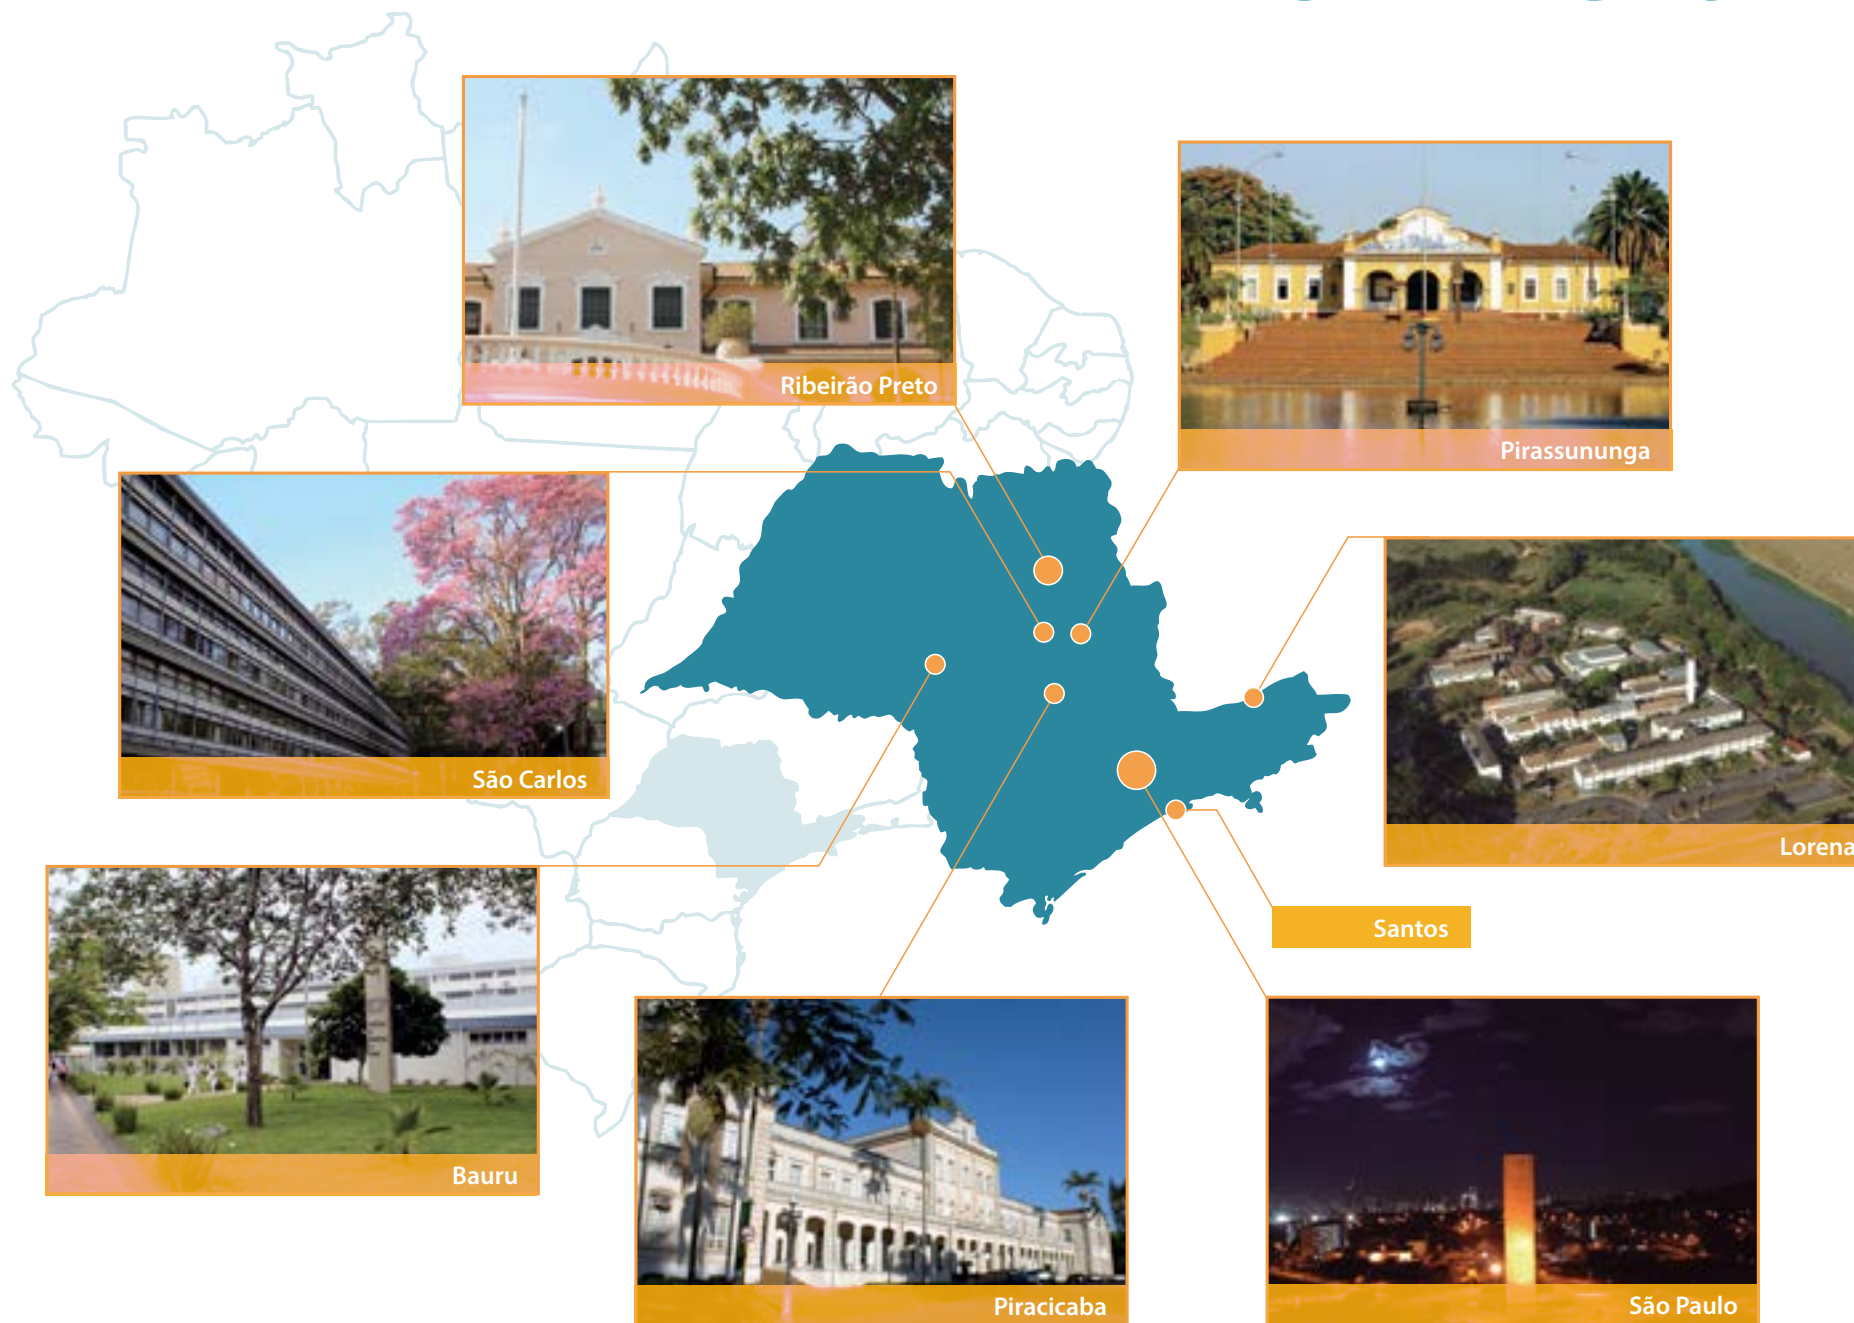 Ribeirão Preto
Pirassununga
São Carlos
Lorena
Santos
Bauru
Piracicaba
São Paulo